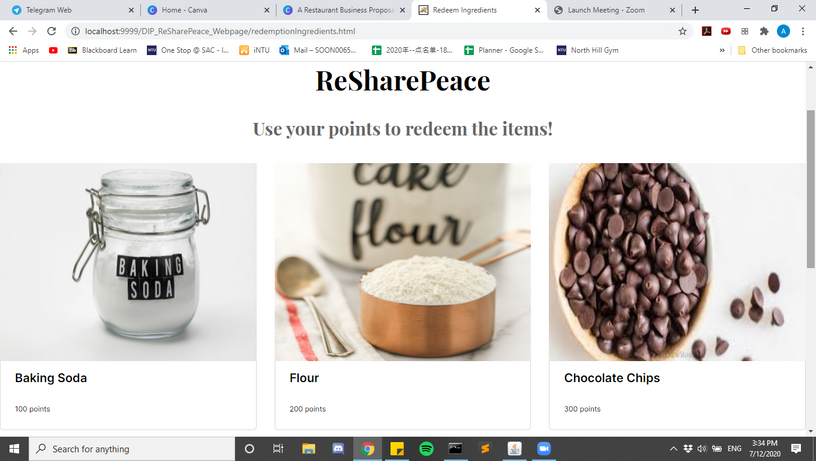 Telegram Web
Home - Canva
A Restaurant Business Proposa
Redeem Ingredients
Launch Meeting - Zoom
localhost:9999/DIP_ReSharePeace_Webpage/redemptionIngredients.html
Apps
Blackboard Learn
One Stop @ SAC - I...
iNTU
Mail – SOON0065...
2020年--点名单-18...
Planner - Google S...
North Hill Gym
»
Other bookmarks
ReSharePeace
Use your points to redeem the items!
BAKING
SODA
cake
flour
Baking Soda
Flour
Chocolate Chips
100 points
200 points
300 points
Search for anything
ENG
3:34 PM
7/12/2020